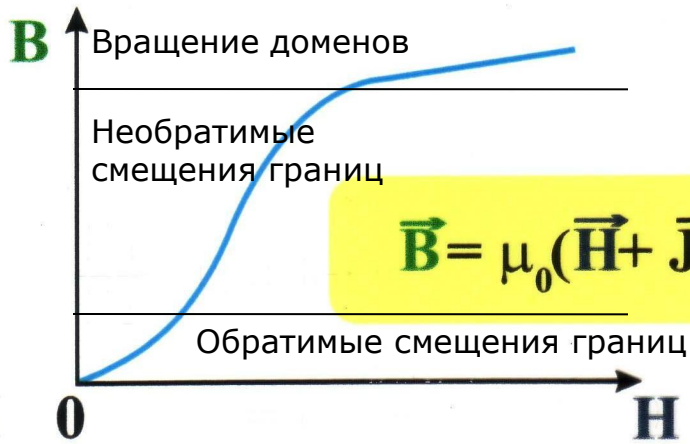 B
Вращение доменов
Необратимые
смещения границ
B = μ0(H + J
Обратимые смещения границ
0
H